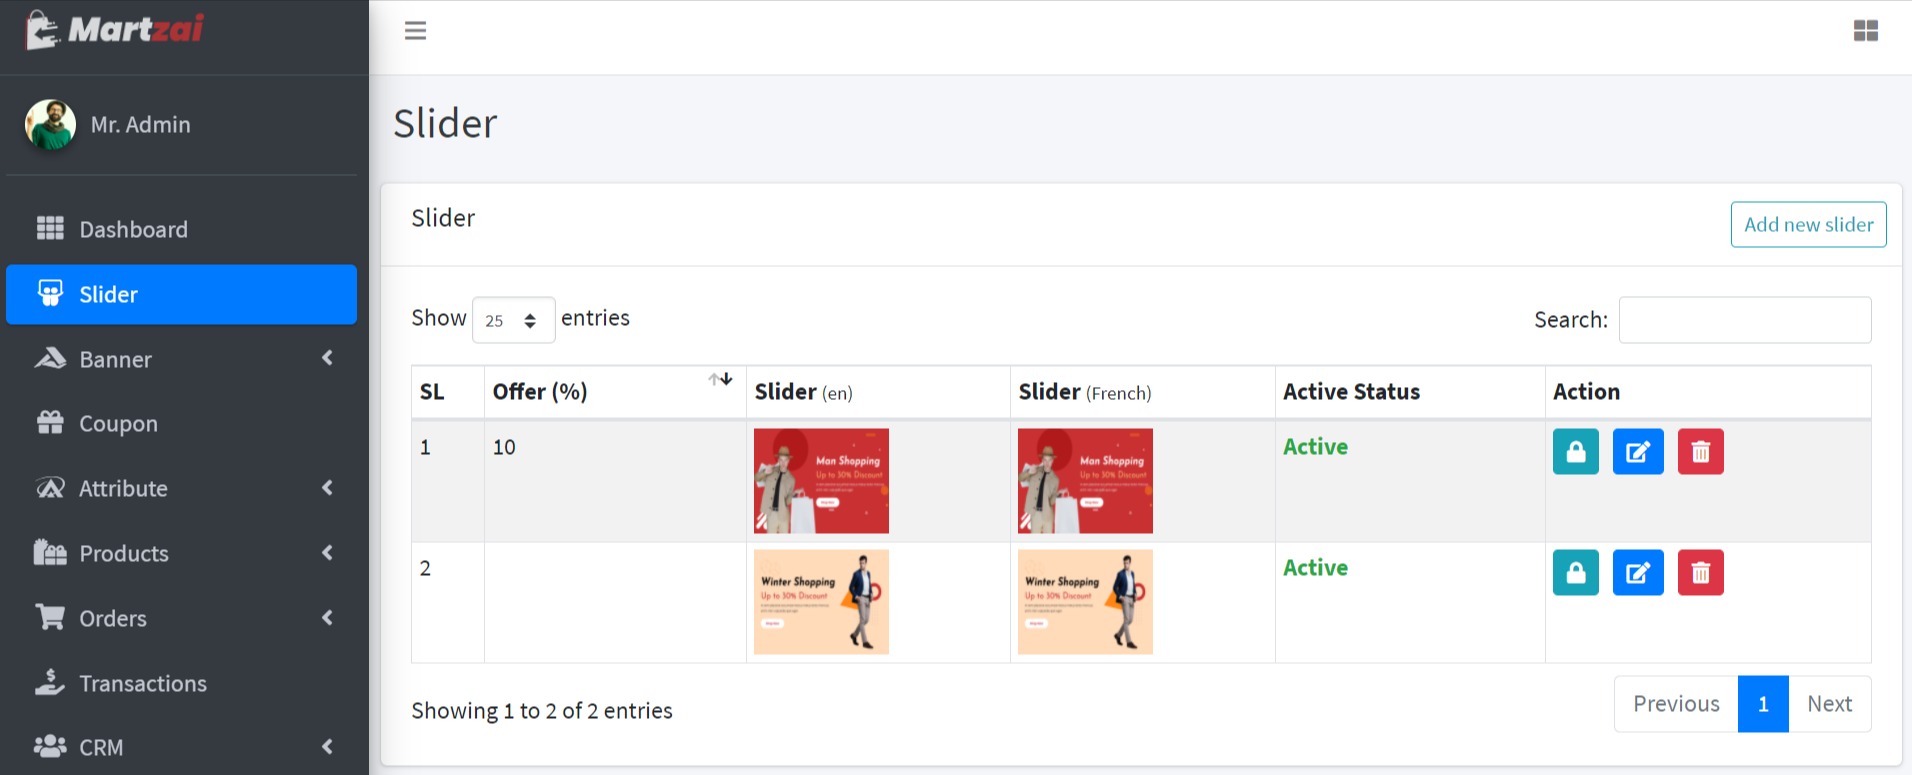 Martzai
Mr. Admin
Dashboard
Slider
Banner
Coupon
Attribute
Products
Orders
Transactions
CRM
Slider
Slider
Add new slider
Show 25 entries
Search:
SL Offer (%) Slider (en) Slider (French) Active Status Action
1 10 Active
Man Shopping
Up to 30% Discount
Man Shopping
Up to 30% Discount
2 Active
Winter Shopping
Up to 30% Discount
Winter Shopping
Up to 30% Discount
Showing 1 to 2 of 2 entries
Previous 1 Next